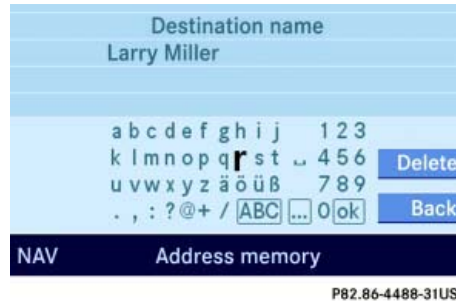 Destination name
Larry Miller
a b c d e f g h i j 1 2 3
k l m n o p q r s t ␣ 4 5 6 Delete
u v w x y z ä ö ü ß 7 8 9
. , : ? @ + / ABC ... 0 ok Back
NAV Address memory
P82.86-4488-31US